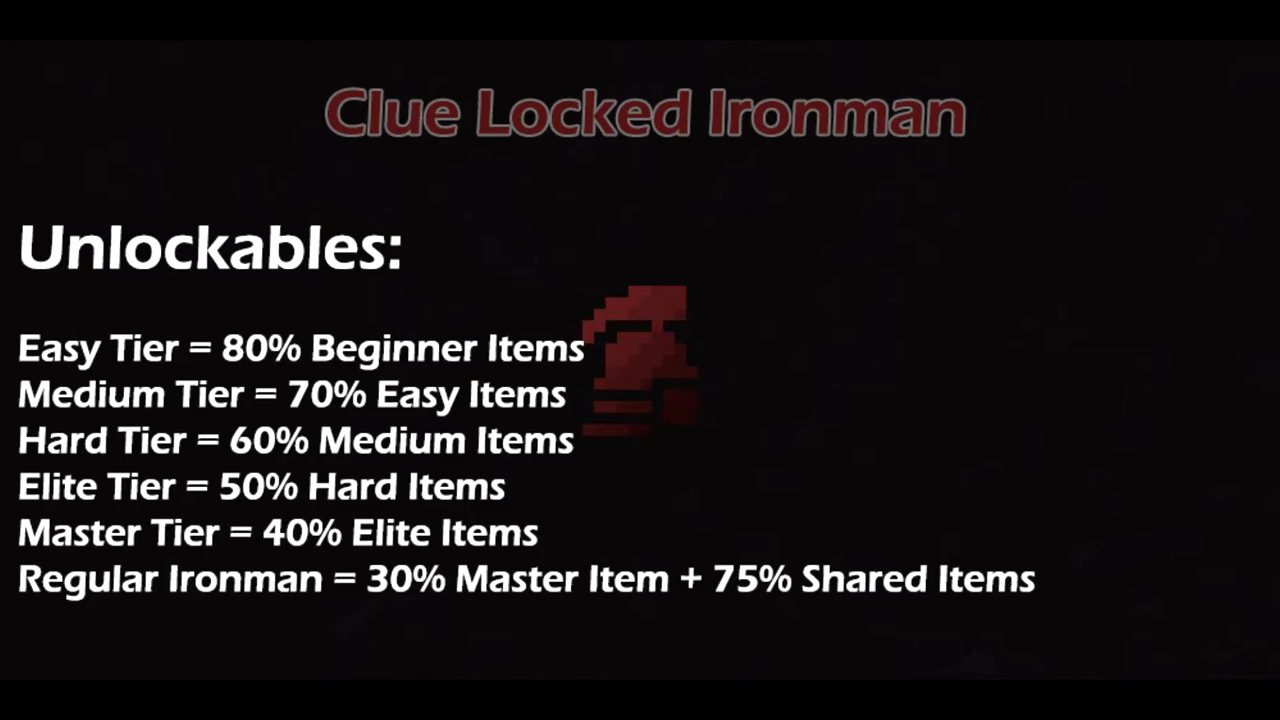 Clue Locked Ironman
Unlockables:
Easy Tier = 80% Beginner Items
Medium Tier = 70% Easy Items
Hard Tier = 60% Medium Items
Elite Tier = 50% Hard Items
Master Tier = 40% Elite Items
Regular Ironman = 30% Master Item + 75% Shared Items